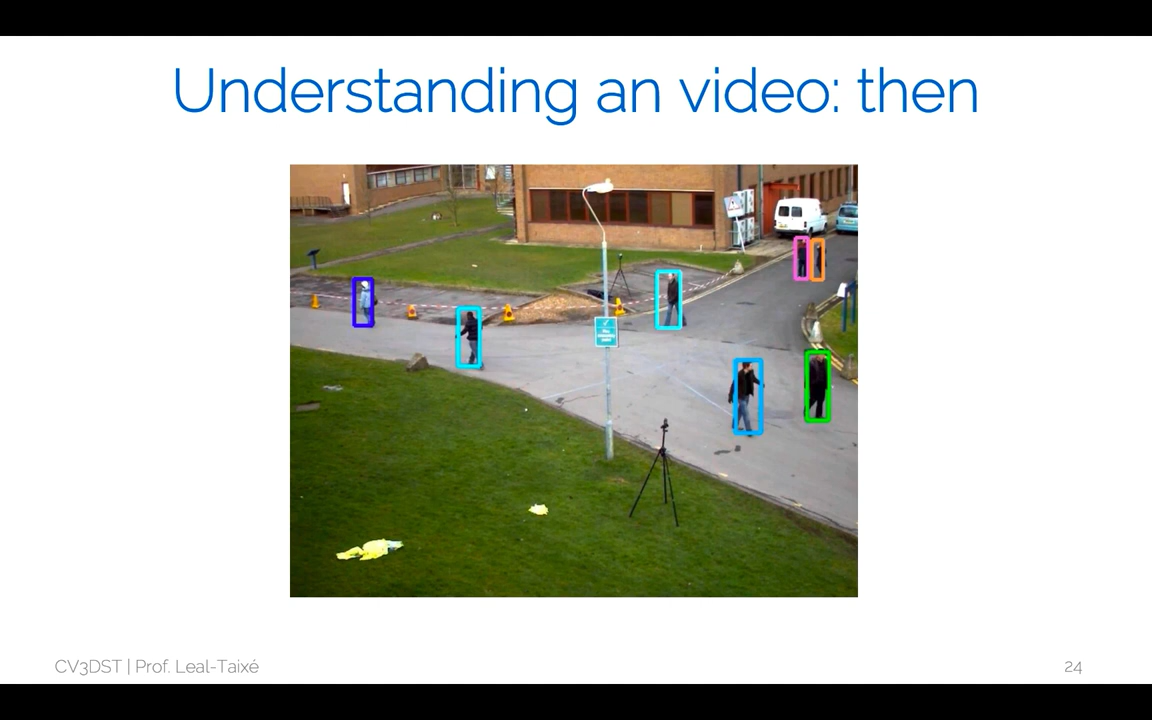 Understanding an video: then
CV3DST | Prof. Leal-Taixé
24